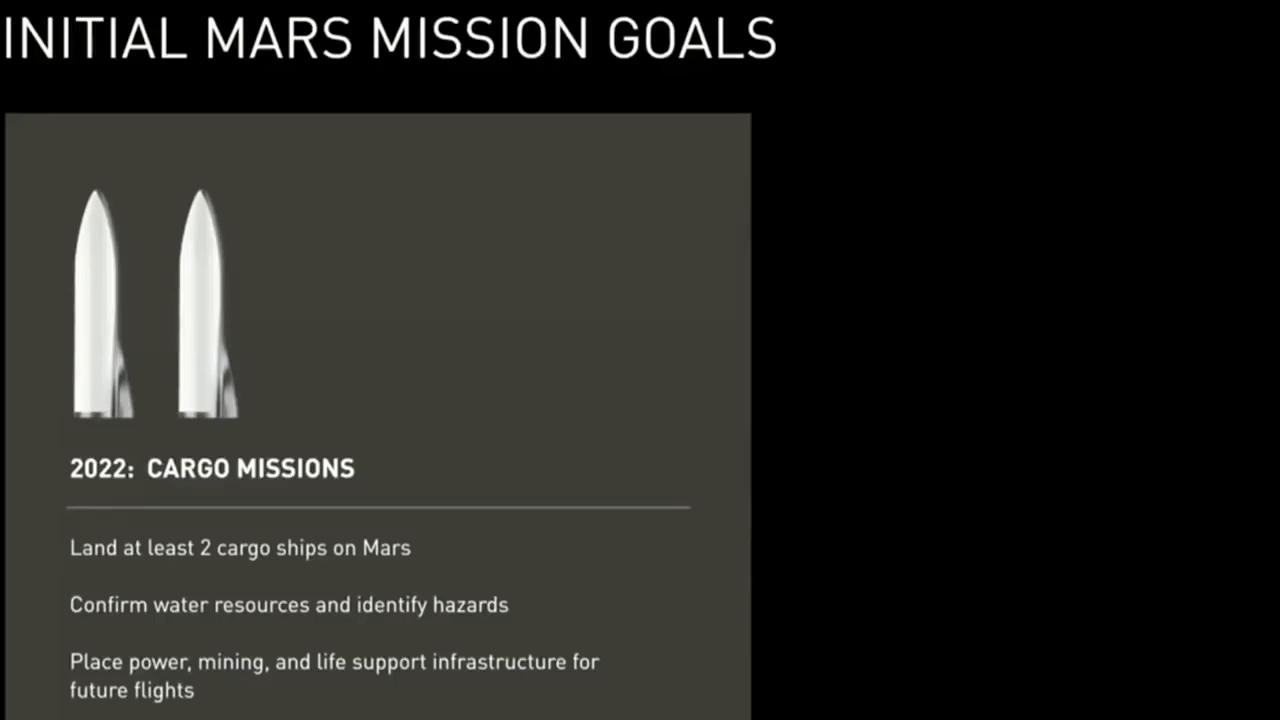 INITIAL MARS MISSION GOALS
2022: CARGO MISSIONS
Land at least 2 cargo ships on Mars
Confirm water resources and identify hazards
Place power, mining, and life support infrastructure for
future flights